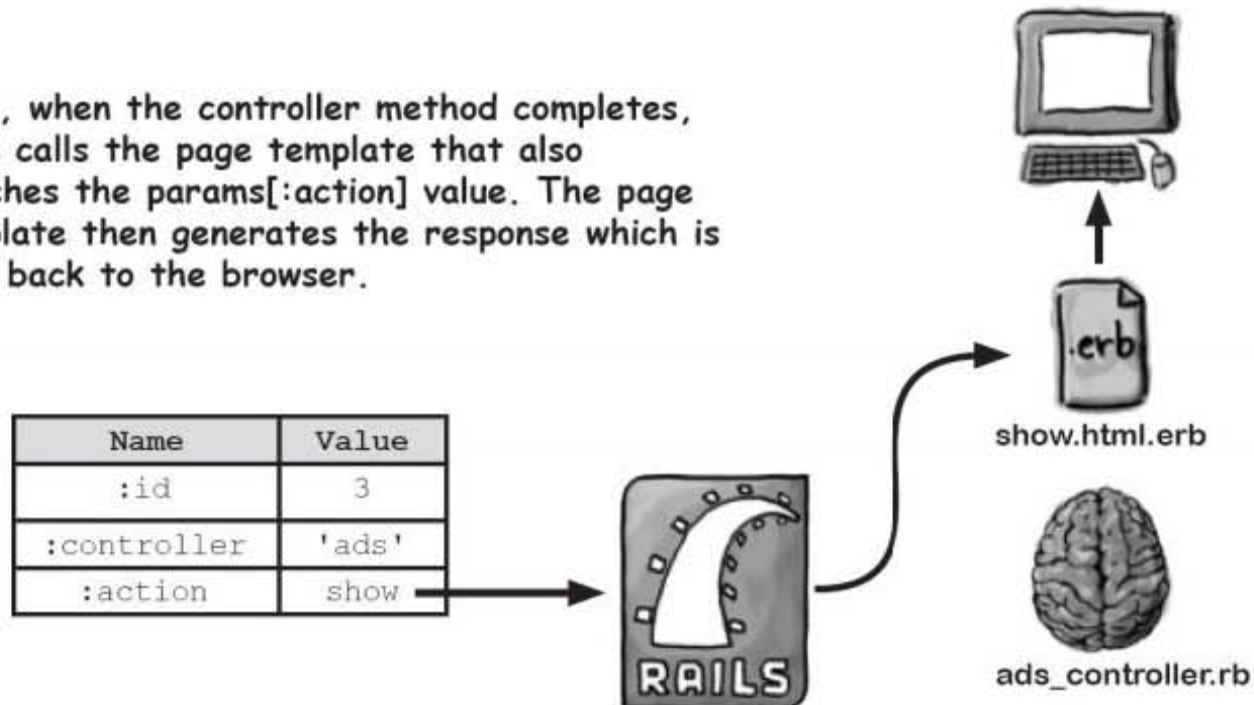 , when the controller method completes,
calls the page template that also
ches the params[:action] value. The page
late then generates the response which is
back to the browser.
.erb
show.html.erb
Name Value
:id 3
:controller 'ads'
:action show
RAILS
ads_controller.rb